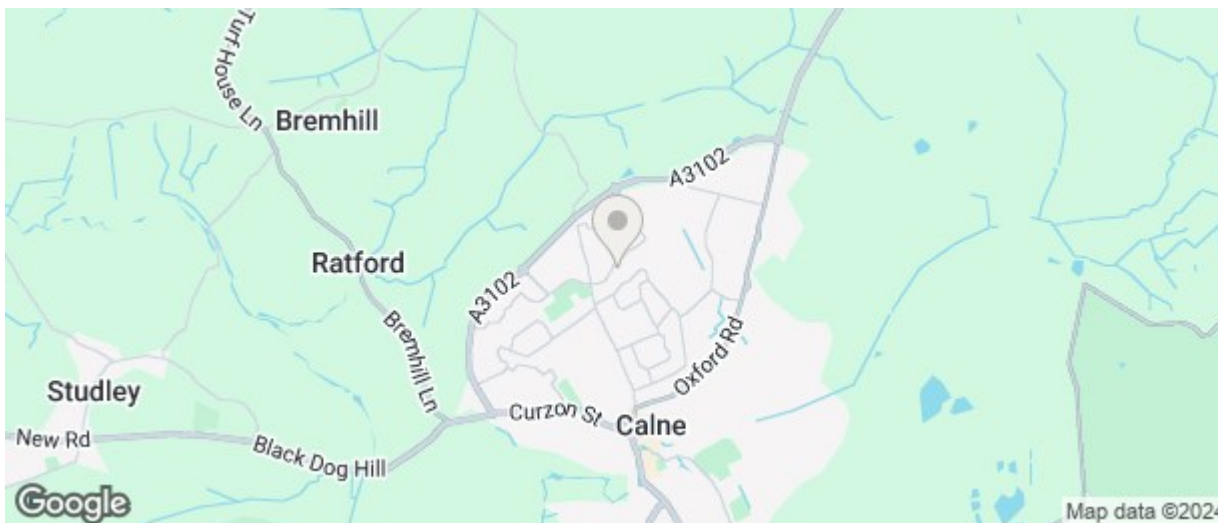 Turf House Ln
Bremhill
A3102
Ratford
A3102
Bremhill Ln
Oxford Rd
Studley
Curzon St
Calne
New Rd
Black Dog Hill
Google
Map data ©2024